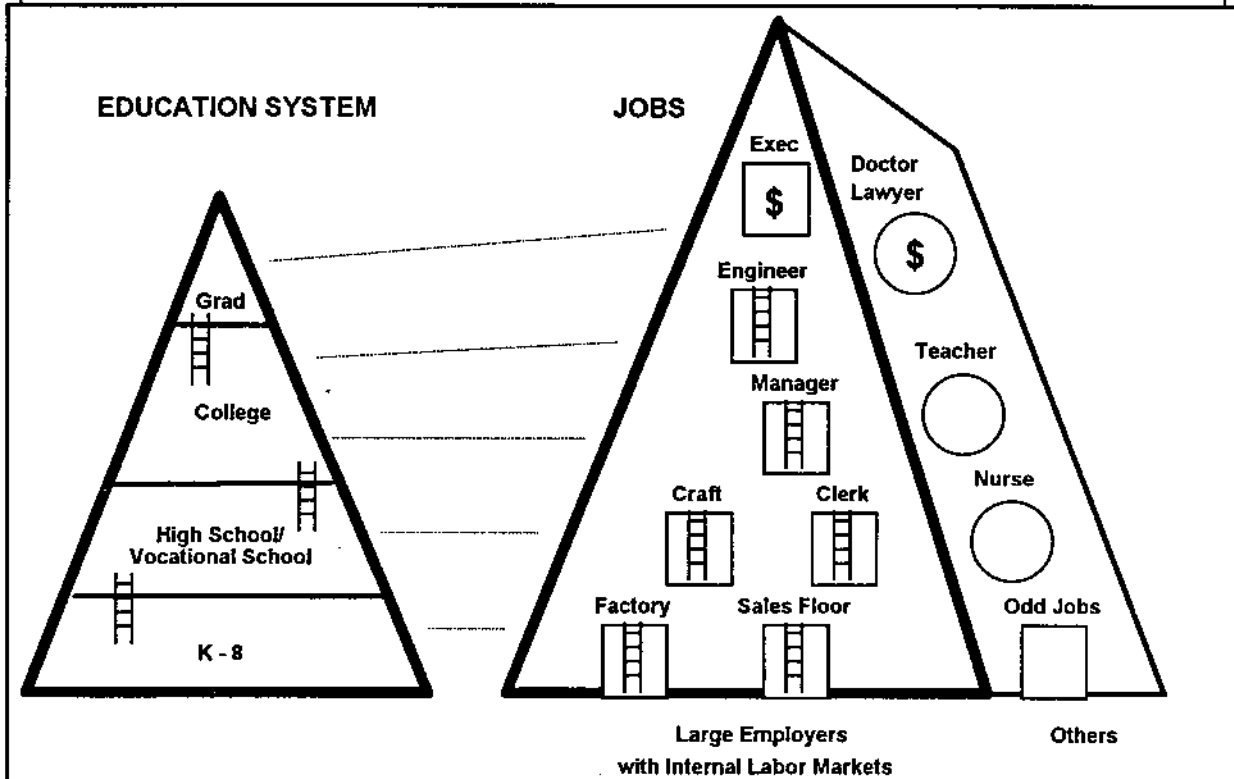 EDUCATION SYSTEM
JOBS
Exec
$
Doctor
Lawyer
$
Engineer
Grad
Teacher
Manager
College
Nurse
Craft
Clerk
High School/
Vocational School
Factory
Sales Floor
Odd Jobs
K - 8
Large Employers
with Internal Labor Markets
Others